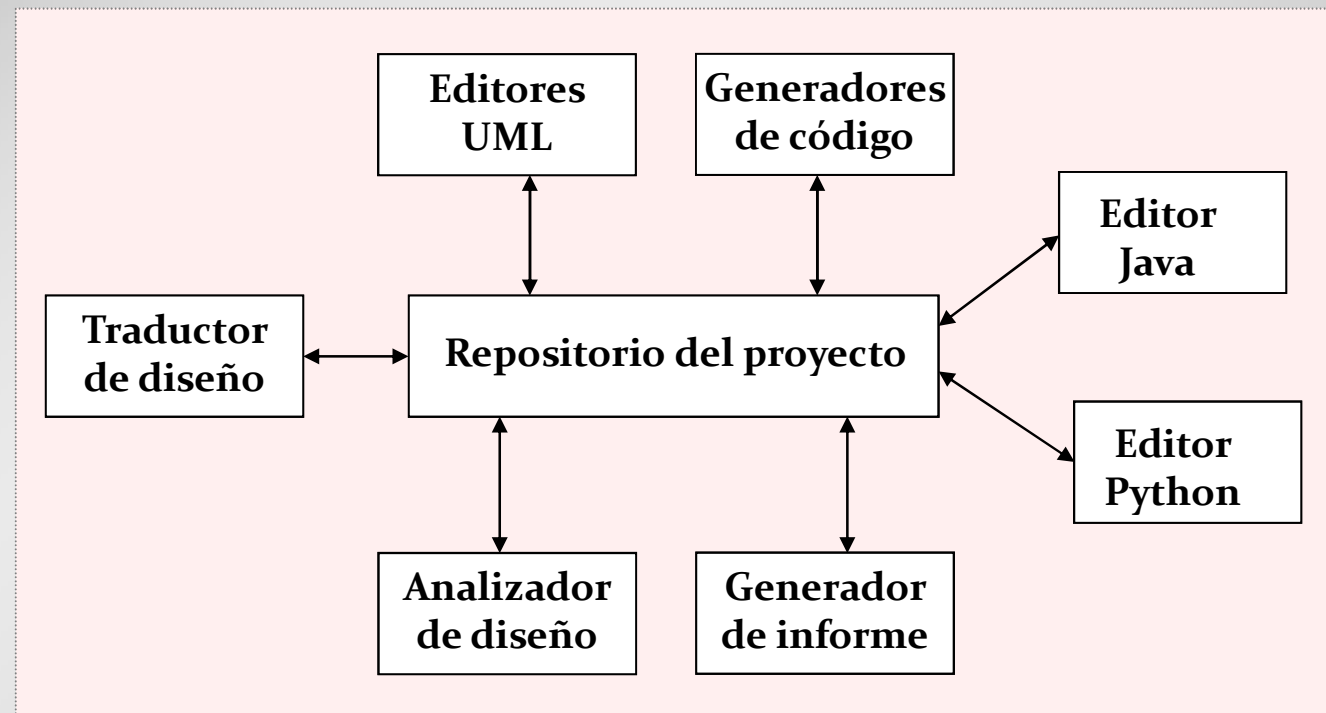 Editores
UML
Generadores
de código
Editor
Java
Traductor
de diseño
Repositorio del proyecto
Editor
Python
Analizador
de diseño
Generador
de informe